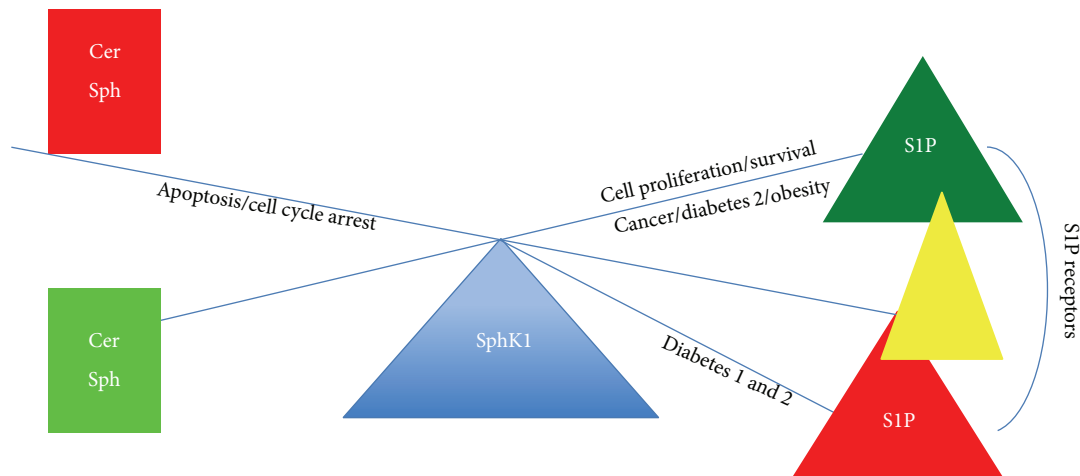 Cer
Sph
Apoptosis/cell cycle arrest
Cell proliferation/survival
Cancer/diabetes 2/obesity
S1P
S1P receptors
Cer
Sph
SphK1
Diabetes 1 and 2
S1P